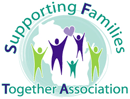 Supporting Families
Together Association